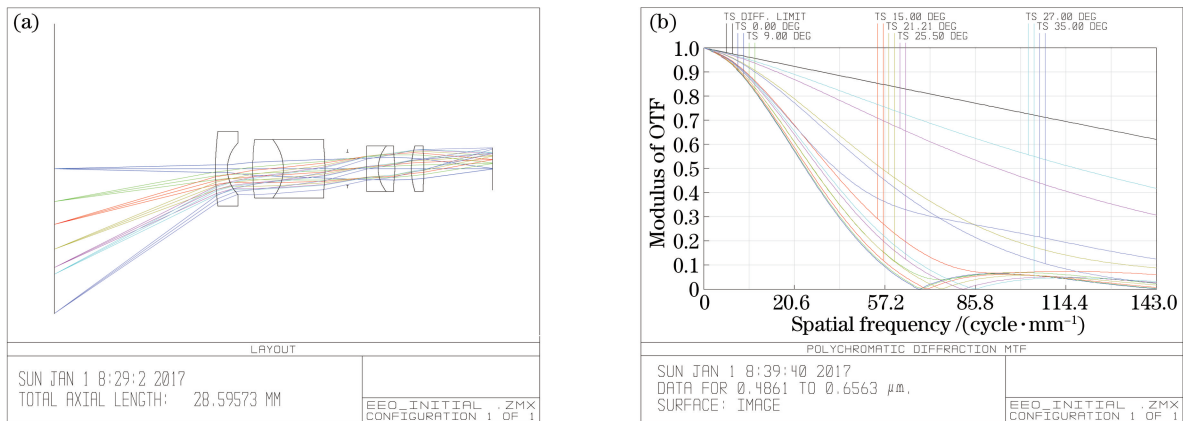 (a)
LAYOUT
SUN JAN 1 8:29:2 2017
TOTAL AXIAL LENGTH: 28.59573 MM
EEO_INITIAL .ZMX
CONFIGURATION 1 OF 1
(b)
TS DIFF. LIMIT
TS 0.00 DEG
TS 9.00 DEG
TS 15.00 DEG
TS 21.21 DEG
TS 25.50 DEG
TS 27.00 DEG
TS 35.00 DEG
Modulus of OTF
1.0
0.9
0.8
0.7
0.6
0.5
0.4
0.3
0.2
0.1
0
0 20.6 57.2 85.8 114.4 143.0
Spatial frequency /(cycle·mm⁻¹)
POLYCHROMATIC DIFFRACTION MTF
SUN JAN 1 8:39:40 2017
DATA FOR 0.4861 TO 0.6563 μm.
SURFACE: IMAGE
EEO_INITIAL .ZMX
CONFIGURATION 1 OF 1